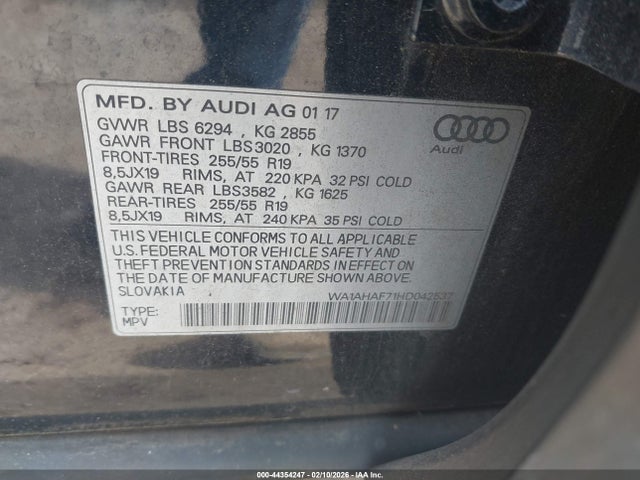 MFD. BY AUDI AG 01 17
GVWR LBS 6294 , KG 2855
GAWR FRONT LBS3020 , KG 1370
FRONT-TIRES 255/55 R19
8,5JX19 RIMS, AT 220 KPA 32 PSI COLD
GAWR REAR LBS3582 , KG 1625
REAR-TIRES 255/55 R19
8,5JX19 RIMS, AT 240 KPA 35 PSI COLD
THIS VEHICLE CONFORMS TO ALL APPLICABLE
U.S. FEDERAL MOTOR VEHICLE SAFETY AND
THEFT PREVENTION STANDARDS IN EFFECT ON
THE DATE OF MANUFACTURE SHOWN ABOVE.
SLOVAKIA WA1AHAF71HD042537
TYPE:
MPV
Audi
000-44354247 - 02/10/2026 - COPYRIGHT IAA, LLC